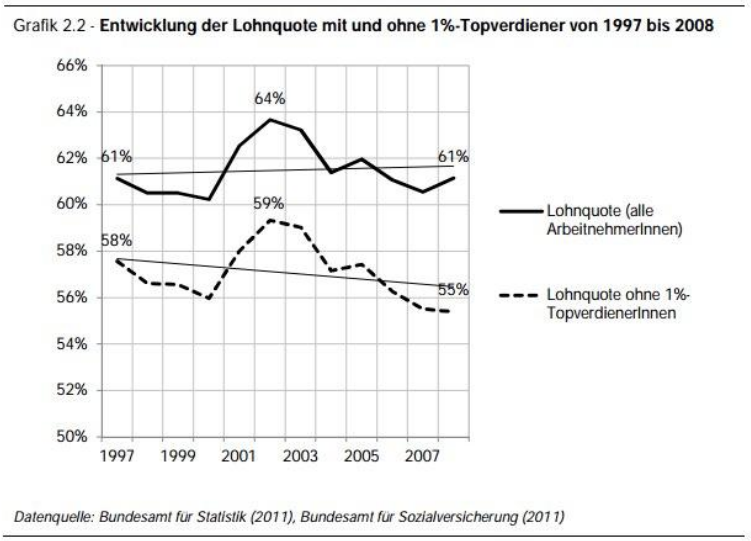 Grafik 2.2 - Entwicklung der Lohnquote mit und ohne 1%-Topverdiener von 1997 bis 2008
66%
64%
62%
60%
58%
56%
54%
52%
50%
64%
61%
61%
59%
58%
55%
1997 1999 2001 2003 2005 2007
Lohnquote (alle
ArbeitnehmerInnen)
Lohnquote ohne 1%-
TopverdienerInnen
Datenquelle: Bundesamt für Statistik (2011), Bundesamt für Sozialversicherung (2011)